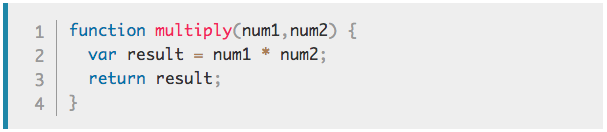 1 function multiply(num1,num2) {
2   var result = num1 * num2;
3   return result;
4 }